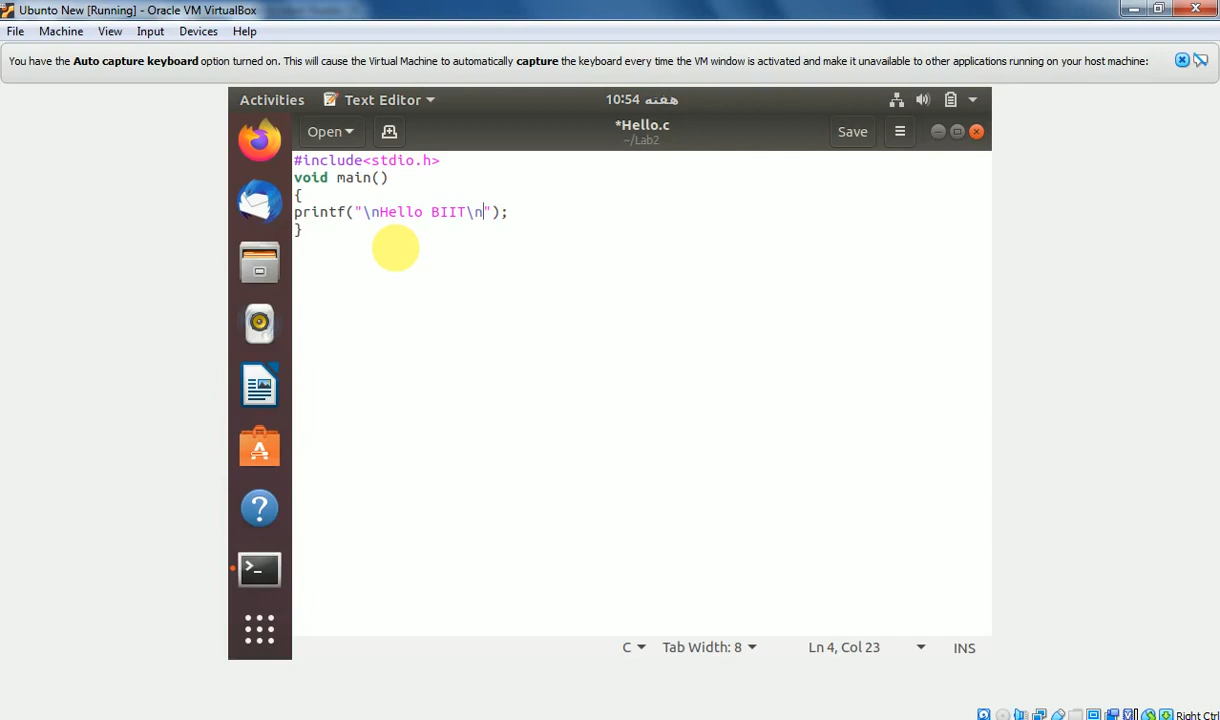 Ubunto New [Running] - Oracle VM VirtualBox
File Machine View Input Devices Help
You have the Auto capture keyboard option turned on. This will cause the Virtual Machine to automatically capture the keyboard every time the VM window is activated and make it unavailable to other applications running on your host machine:
Activities Text Editor 10:54 هفته
Open *Hello.c Save
~/Lab2
#include<stdio.h>
void main()
{
printf("\nHello BIIT\n");
}
C Tab Width: 8 Ln 4, Col 23 INS
Right Ctrl